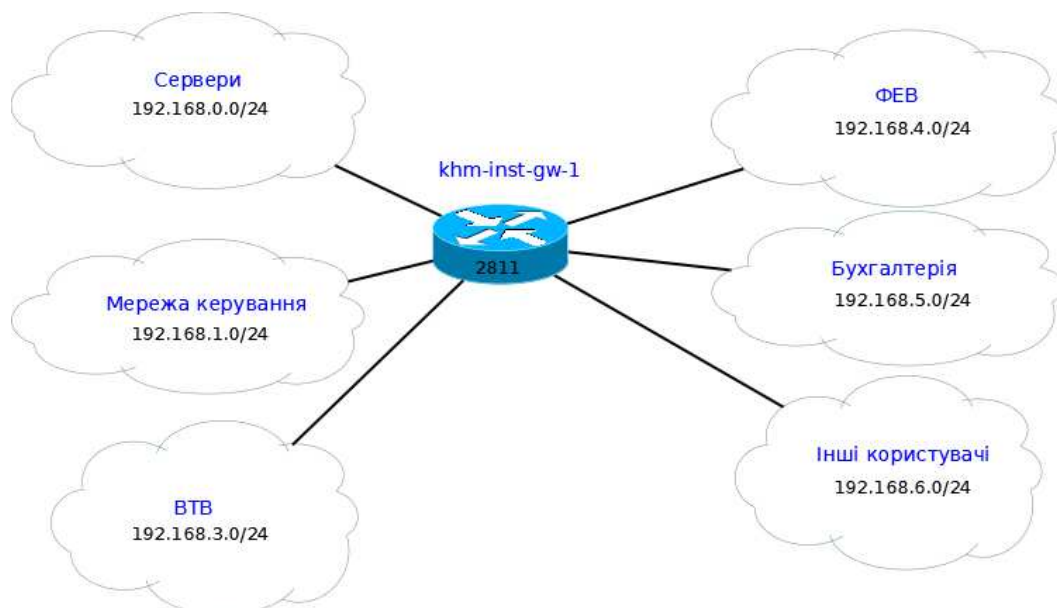 Сервери
192.168.0.0/24
ФЕВ
192.168.4.0/24
khm-inst-gw-1
2811
Мережа керування
192.168.1.0/24
Бухгалтерія
192.168.5.0/24
Інші користувачі
192.168.6.0/24
ВТВ
192.168.3.0/24